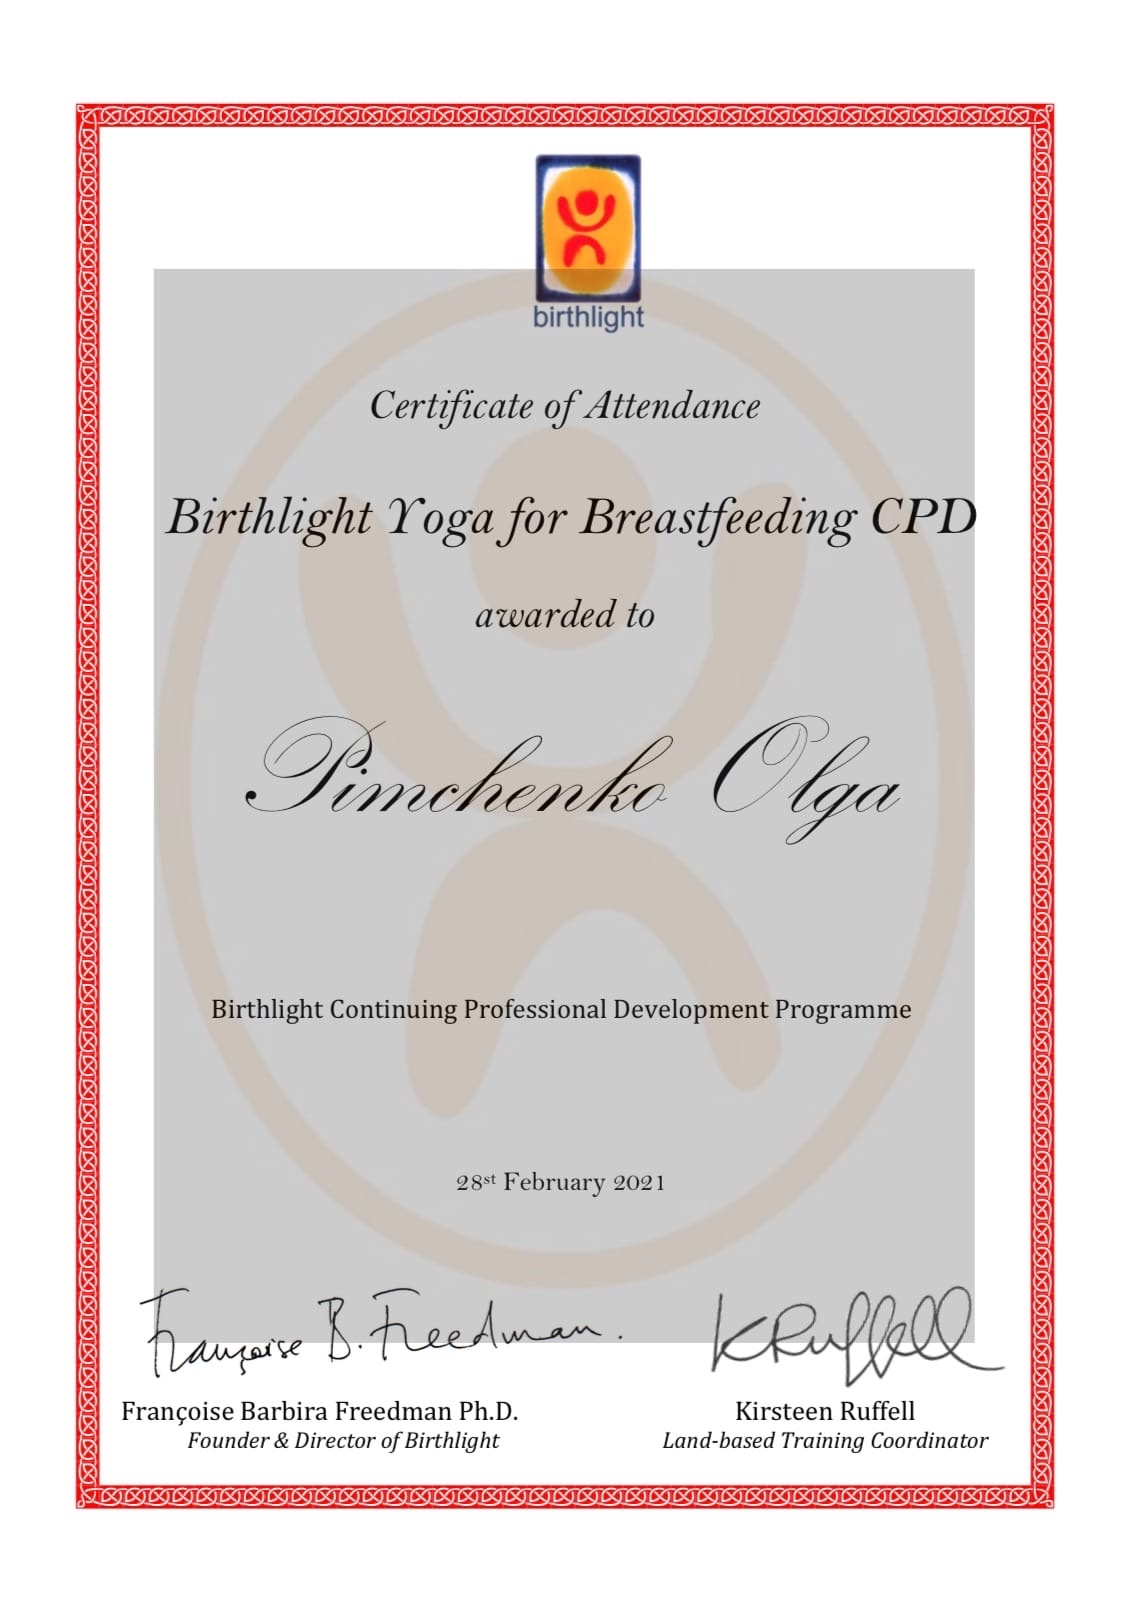 birthlight
Certificate of Attendance
Birthlight Yoga for Breastfeeding CPD
awarded to
Pimchenko Olga
Birthlight Continuing Professional Development Programme
28st February 2021
Françoise B. Freedman.
KRuffell
Françoise Barbira Freedman Ph.D.
Kirsteen Ruffell
Founder & Director of Birthlight
Land-based Training Coordinator